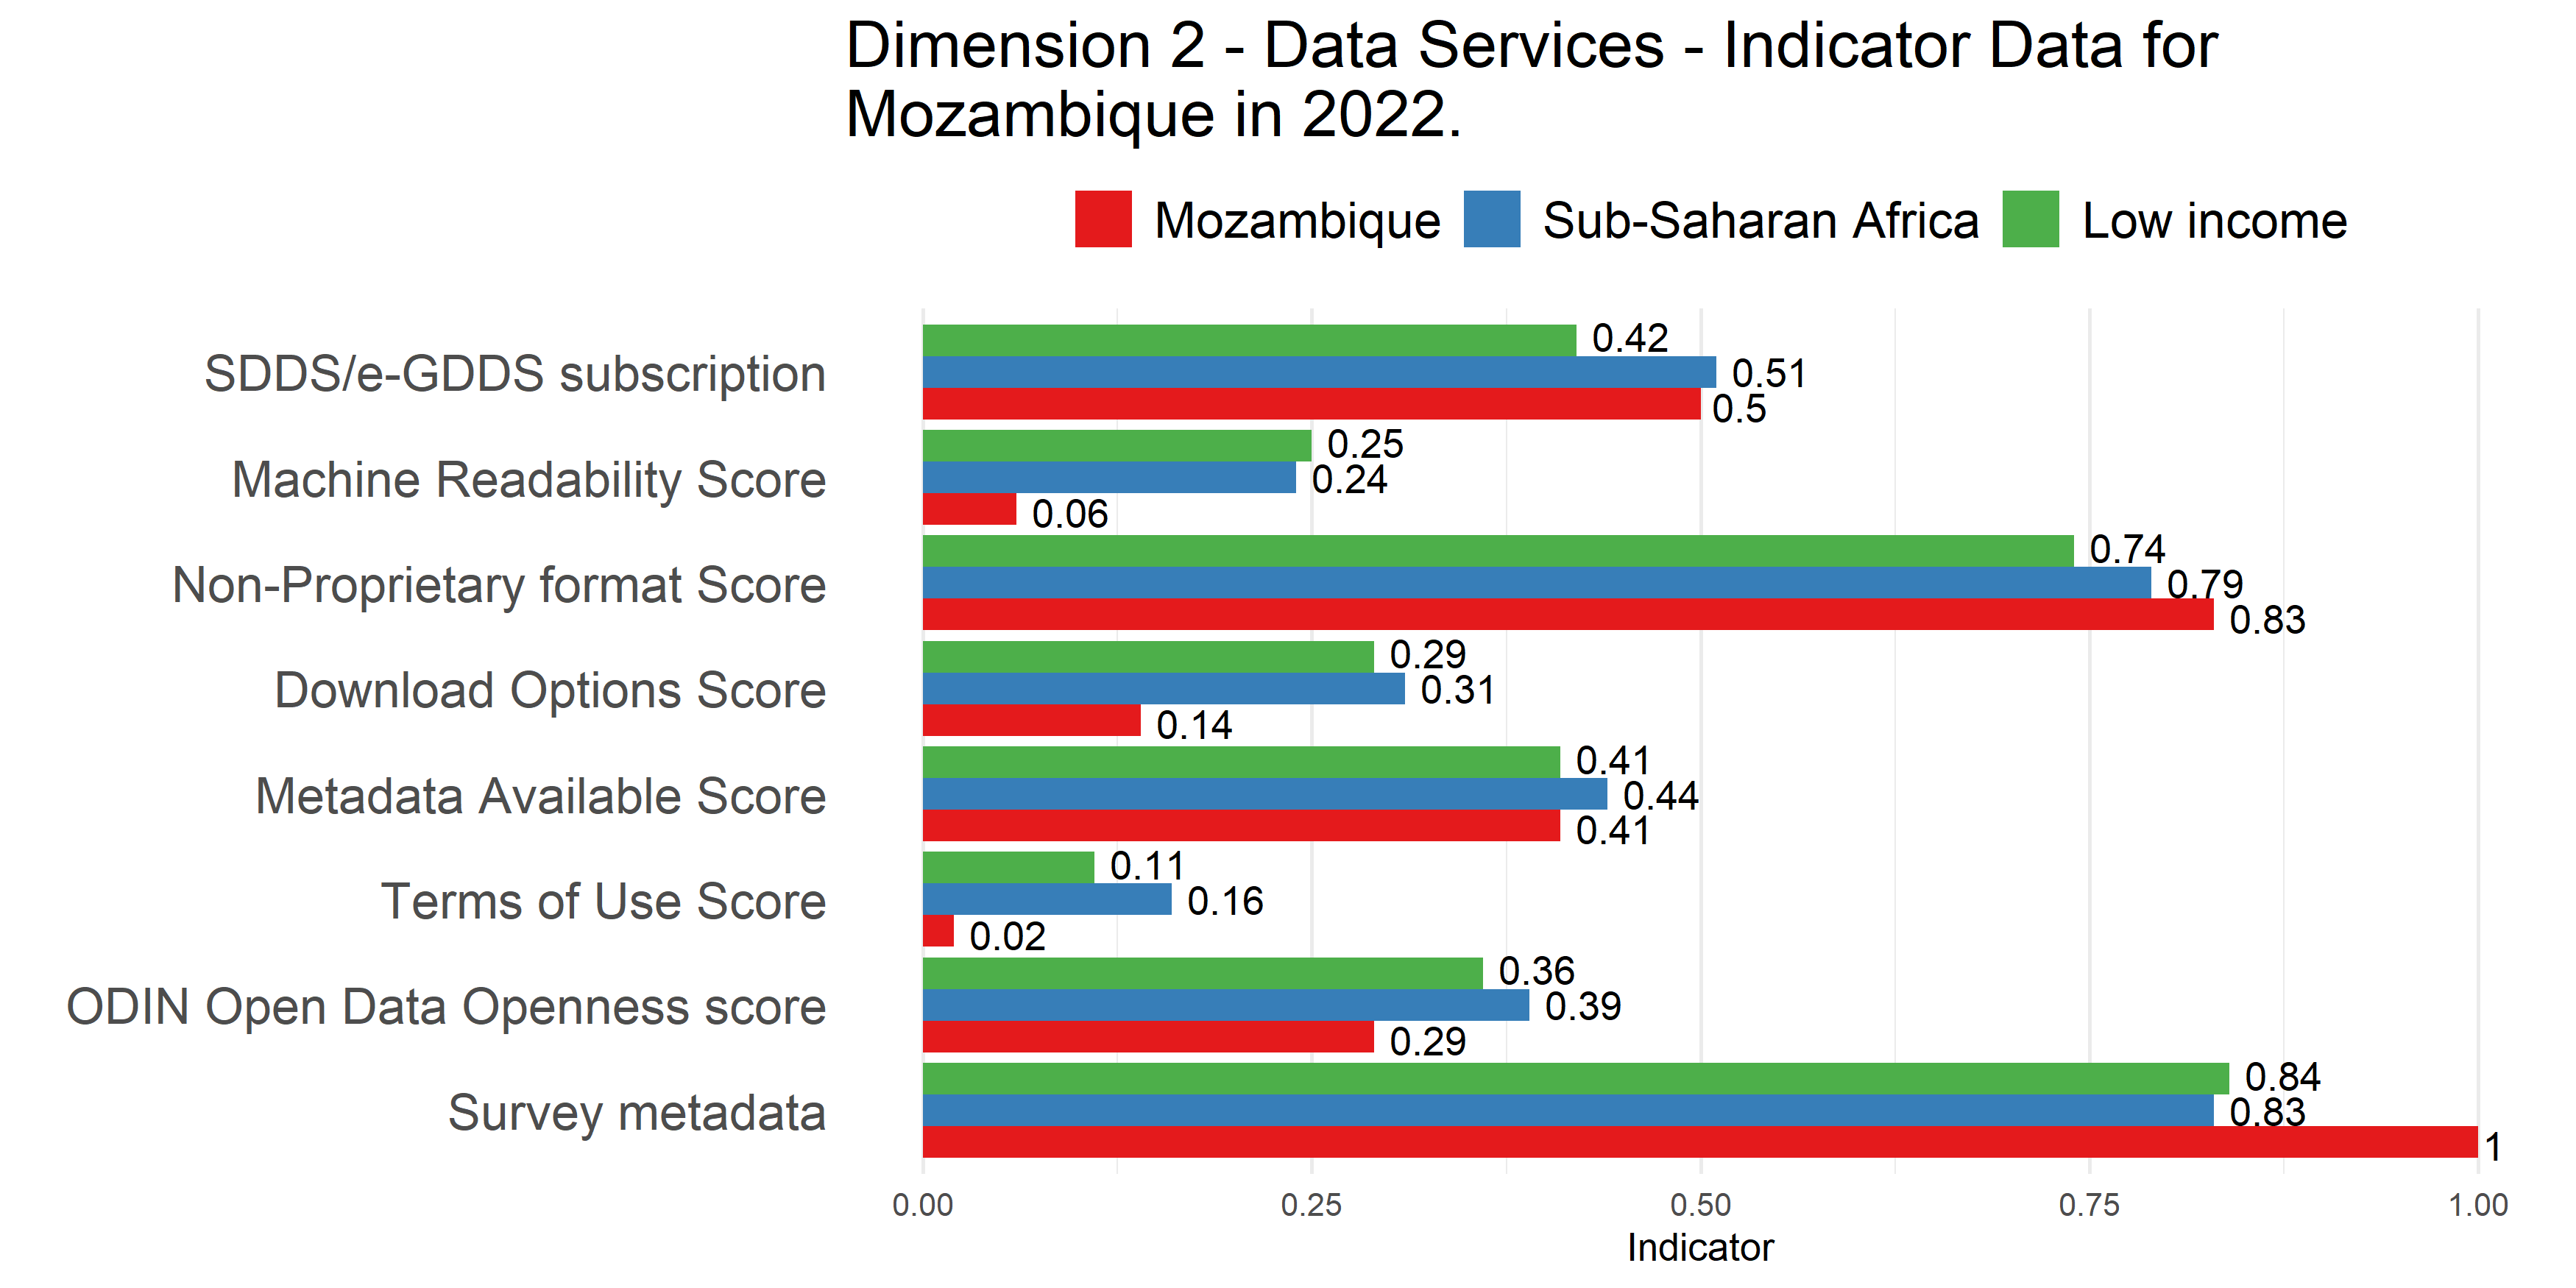 Dimension 2 - Data Services - Indicator Data for
Mozambique in 2022.
Mozambique Sub-Saharan Africa Low income
SDDS/e-GDDS subscription
0.42
0.51
0.5
Machine Readability Score
0.25
0.24
0.06
Non-Proprietary format Score
0.74
0.79
0.83
Download Options Score
0.29
0.31
0.14
Metadata Available Score
0.41
0.44
0.41
Terms of Use Score
0.11
0.16
0.02
ODIN Open Data Openness score
0.36
0.39
0.29
Survey metadata
0.84
0.83
1
0.00 0.25 0.50 0.75 1.00
Indicator